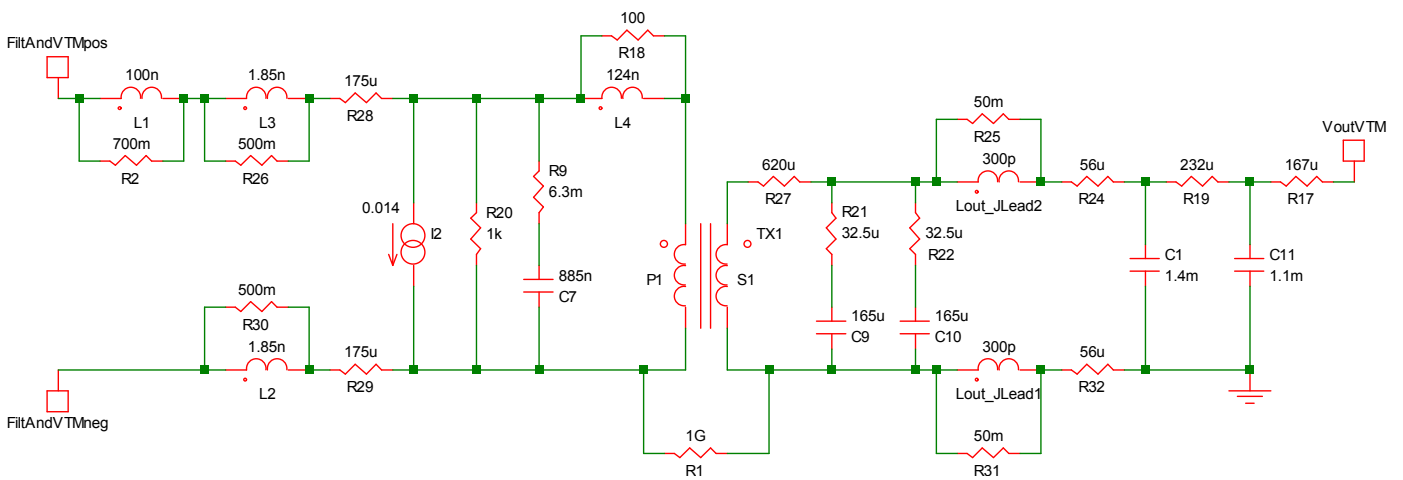 FiltAndVTMpos
100n
L1
700m
R2
1.85n
L3
500m
R26
175u
R28
100
R18
124n
L4
0.014
I2
R20
1k
R9
6.3m
885n
C7
P1
TX1
S1
620u
R27
R21
32.5u
32.5u
R22
165u
C9
165u
C10
50m
R25
300p
Lout_JLead2
56u
R24
232u
R19
167u
R17
VoutVTM
C1
1.4m
C11
1.1m
500m
R30
1.85n
L2
175u
R29
FiltAndVTMneg
1G
R1
300p
Lout_JLead1
50m
R31
56u
R32